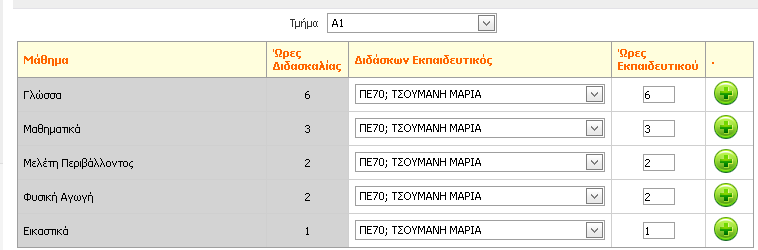 Τμήμα Α1
Μάθημα Ώρες Διδασκαλίας Διδάσκων Εκπαιδευτικός Ώρες Εκπαιδευτικού .
Γλώσσα 6 ΠΕ70; ΤΣΟΥΜΑΝΗ ΜΑΡΙΑ 6
Μαθηματικά 3 ΠΕ70; ΤΣΟΥΜΑΝΗ ΜΑΡΙΑ 3
Μελέτη Περιβάλλοντος 2 ΠΕ70; ΤΣΟΥΜΑΝΗ ΜΑΡΙΑ 2
Φυσική Αγωγή 2 ΠΕ70; ΤΣΟΥΜΑΝΗ ΜΑΡΙΑ 2
Εικαστικά 1 ΠΕ70; ΤΣΟΥΜΑΝΗ ΜΑΡΙΑ 1